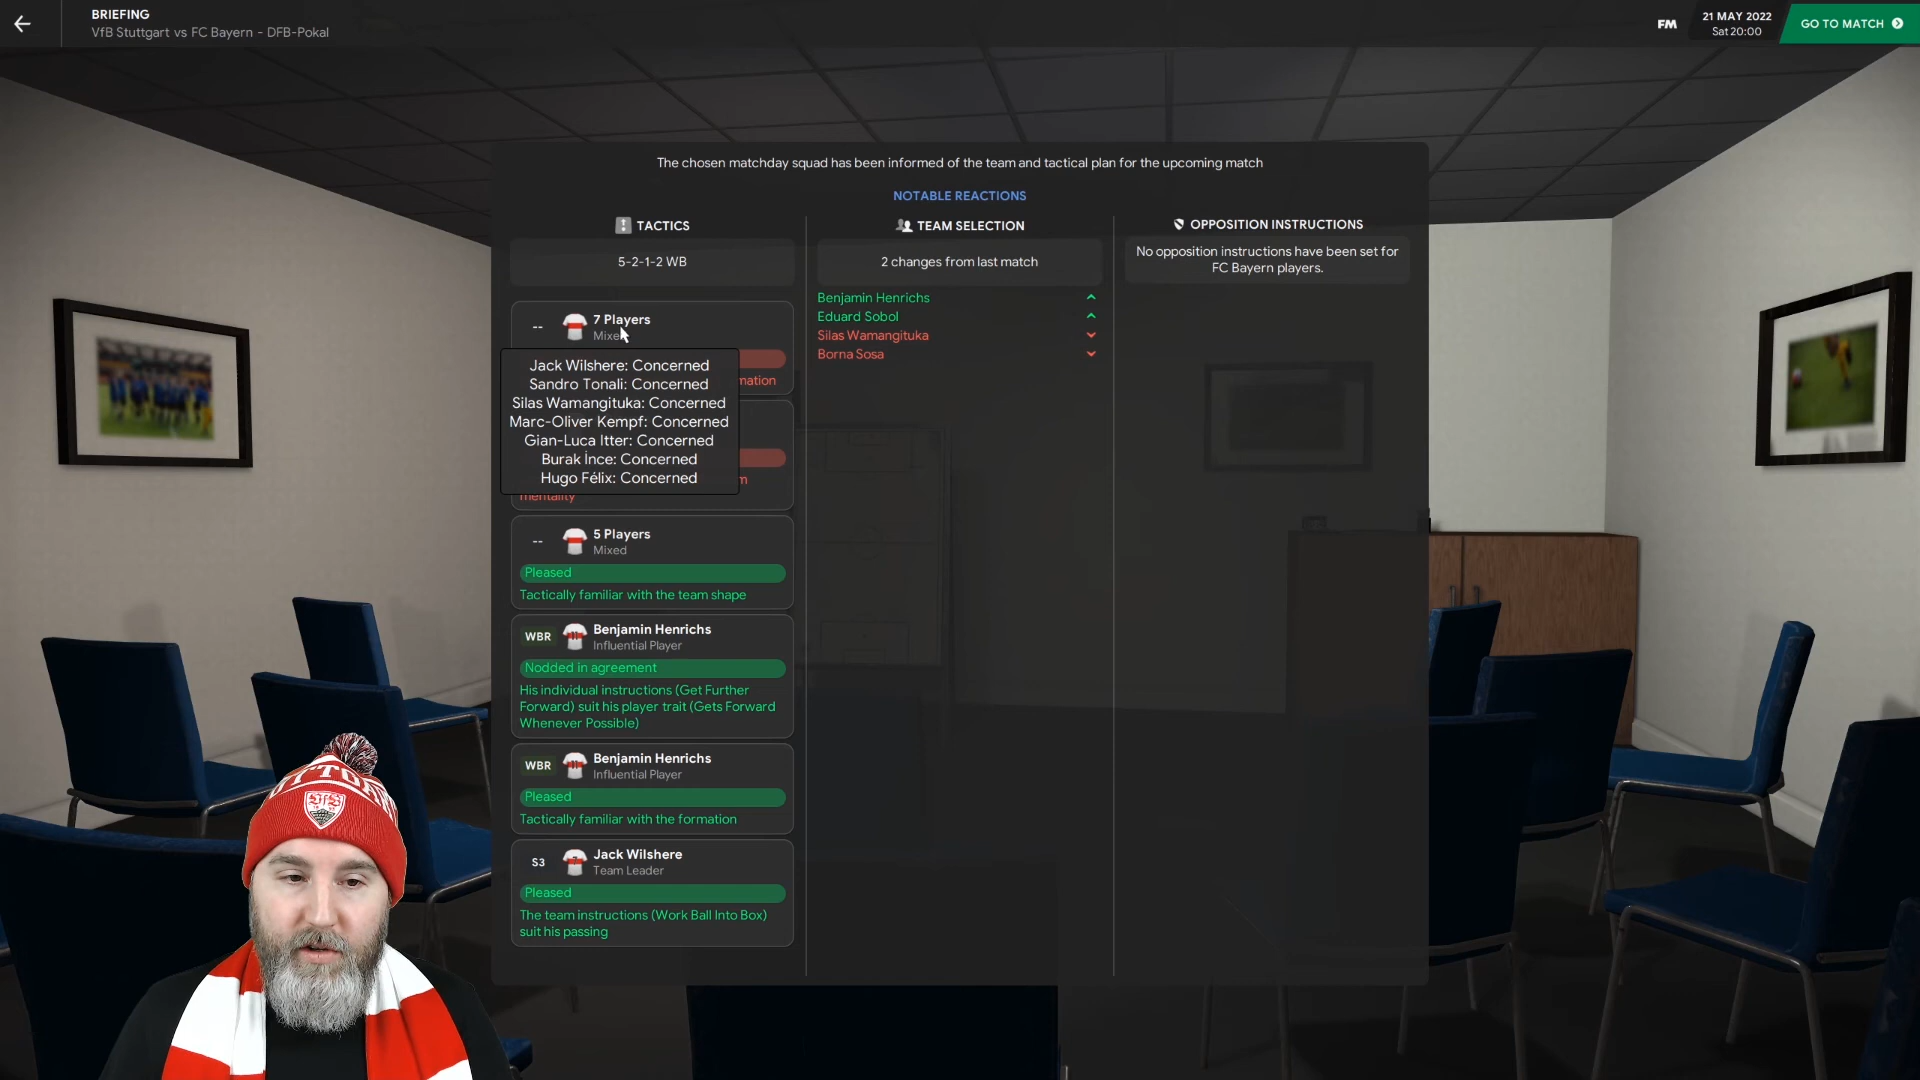 BRIEFING
VfB Stuttgart vs FC Bayern - DFB-Pokal
FM
21 MAY 2022
Sat 20:00
GO TO MATCH
The chosen matchday squad has been informed of the team and tactical plan for the upcoming match
NOTABLE REACTIONS
TACTICS
5-2-1-2 WB
-- 7 Players
Mixe
mation
Jack Wilshere: Concerned
Sandro Tonali: Concerned
Silas Wamangituka: Concerned
Marc-Oliver Kempf: Concerned
Gian-Luca Itter: Concerned
Burak İnce: Concerned
Hugo Félix: Concerned
m
mentality
-- 5 Players
Mixed
Pleased
Tactically familiar with the team shape
WBR Benjamin Henrichs
Influential Player
Nodded in agreement
His individual instructions (Get Further
Forward) suit his player trait (Gets Forward
Whenever Possible)
WBR Benjamin Henrichs
Influential Player
Pleased
Tactically familiar with the formation
S3 Jack Wilshere
Team Leader
Pleased
The team instructions (Work Ball Into Box)
suit his passing
TEAM SELECTION
2 changes from last match
Benjamin Henrichs
Eduard Sobol
Silas Wamangituka
Borna Sosa
OPPOSITION INSTRUCTIONS
No opposition instructions have been set for
FC Bayern players.